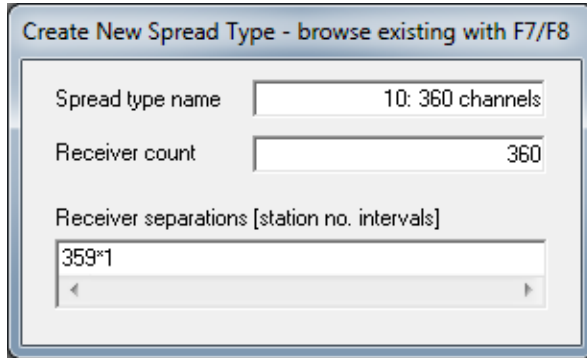 Create New Spread Type - browse existing with F7/F8
Spread type name 10: 360 channels
Receiver count 360
Receiver separations [station no. intervals]
359*1